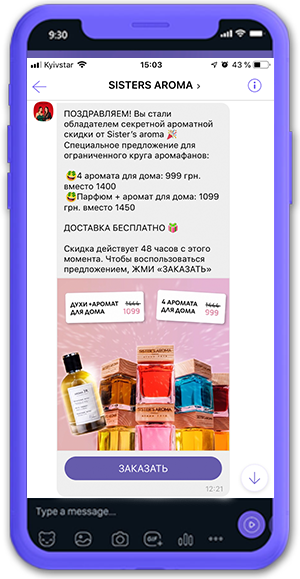 9:30
Kyivstar 15:03 43 %
SISTERS AROMA >
ПОЗДРАВЛЯЕМ! Вы стали
обладателем секретной ароматной
скидки от Sister's aroma 🎉
Специальное предложение для
ограниченного круга аромафанов:
🤑4 аромата для дома: 999 грн.
вместо 1400
🤑Парфюм + аромат для дома: 1099
грн. вместо 1450
ДОСТАВКА БЕСПЛАТНО 🎁
Скидка действует 48 часов с этого
момента. Чтобы воспользоваться
предложением, ЖМИ «ЗАКАЗАТЬ»
ДУХИ +АРОМАТ
ДЛЯ ДОМА
1099
4 АРОМАТА
ДЛЯ ДОМА
999
SISTERS AROMA
ЗАКАЗАТЬ
12:21
Type a message...
GIF